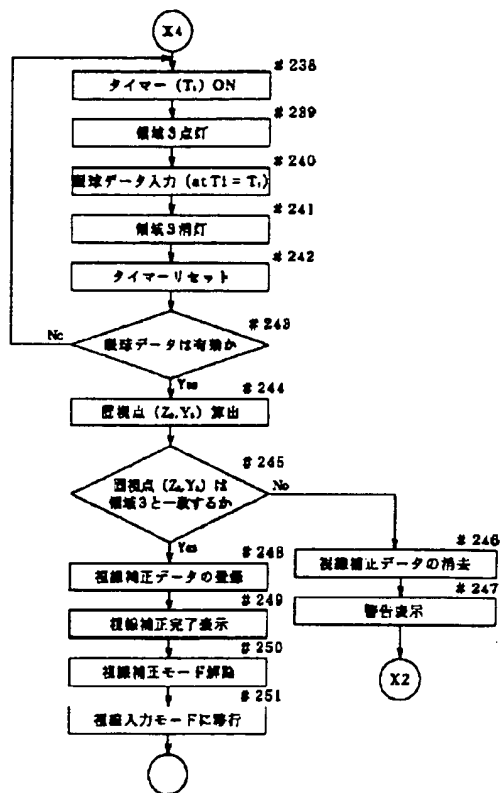 X4
#238
タイマー (T₁) ON
#239
領域3点灯
#240
眼球データ入力 (at Ti = T₁)
#241
領域3消灯
#242
タイマーリセット
#243
No
眼球データは有効か
Yes
#244
固視点 (Z₀,Y₀) 算出
#245
固視点 (Z₀,Y₀) は
領域3と一致するか
No
Yes
#246
視線補正データの消去
#247
警告表示
X2
#248
視線補正データの登録
#249
視線補正完了表示
#250
視線補正モード解除
#251
視線入力モードに移行